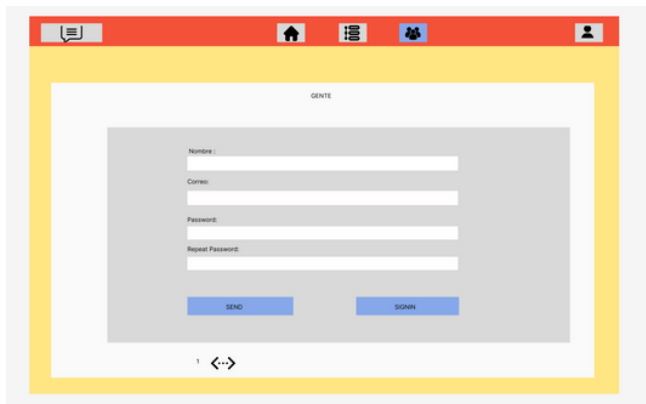 GENTE
Nombre :
Correo:
Password:
Repeat Password:
SEND SIGNIN
1